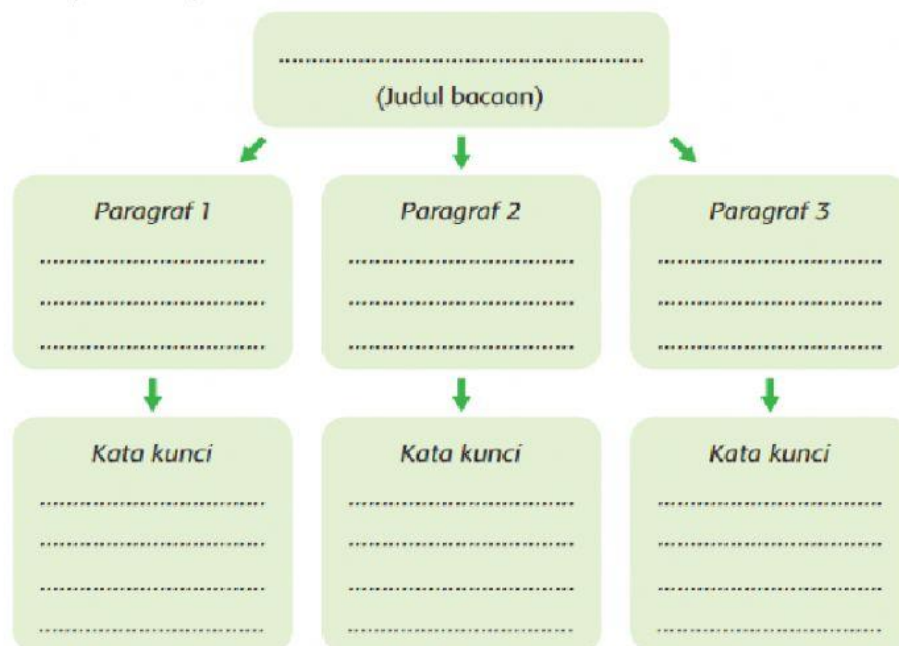 ....................................................
(Judul bacaan)
Paragraf 1
Paragraf 2
Paragraf 3
Kata kunci
Kata kunci
Kata kunci